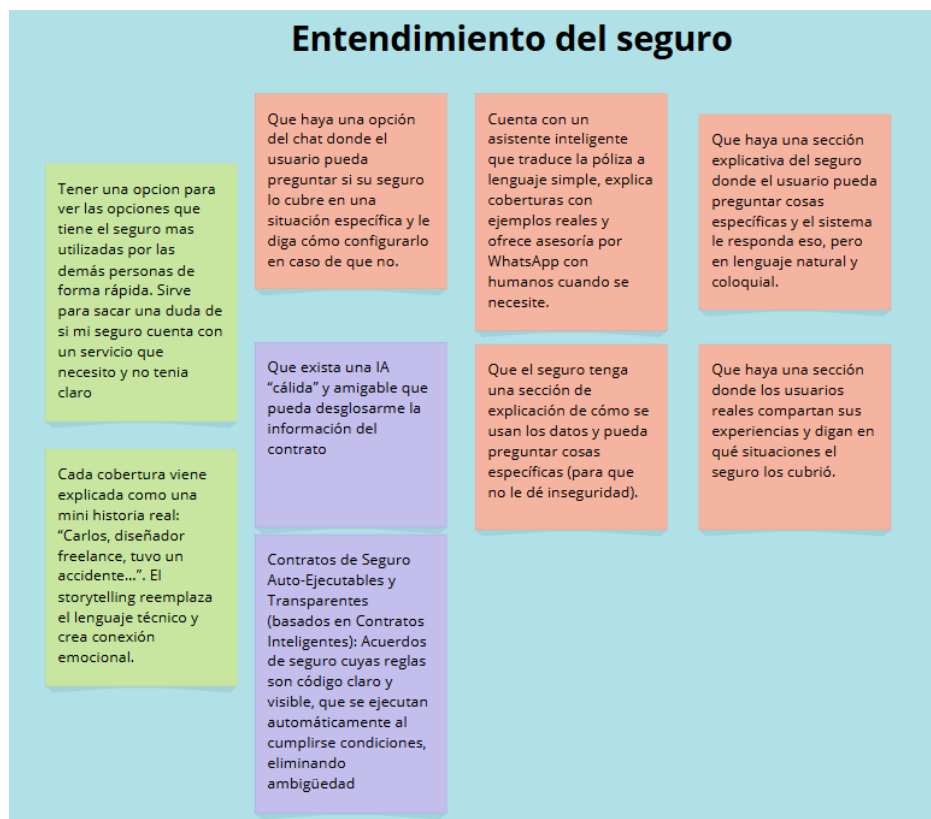 Entendimiento del seguro
Tener una opcion para
ver las opciones que
tiene el seguro mas
utilizadas por las
demás personas de
forma rápida. Sirve
para sacar una duda de
si mi seguro cuenta con
un servicio que
necesito y no tenia
claro
Cada cobertura viene
explicada como una
mini historia real:
“Carlos, diseñador
freelance, tuvo un
accidente...”. El
storytelling reemplaza
el lenguaje técnico y
crea conexión
emocional.
Que haya una opción
del chat donde el
usuario pueda
preguntar si su seguro
lo cubre en una
situación específica y le
diga cómo configurarlo
en caso de que no.
Que exista una IA
“cálida” y amigable que
pueda desglosarme la
información del
contrato
Contratos de Seguro
Auto-Ejecutables y
Transparentes
(basados en Contratos
Inteligentes): Acuerdos
de seguro cuyas reglas
son código claro y
visible, que se ejecutan
automáticamente al
cumplirse condiciones,
eliminando
ambigüedad
Cuenta con un
asistente inteligente
que traduce la póliza a
lenguaje simple, explica
coberturas con
ejemplos reales y
ofrece asesoría por
WhatsApp con
humanos cuando se
necesite.
Que el seguro tenga
una sección de
explicación de cómo se
usan los datos y pueda
preguntar cosas
específicas (para que
no le dé inseguridad).
Que haya una sección
explicativa del seguro
donde el usuario pueda
preguntar cosas
específicas y el sistema
le responda eso, pero
en lenguaje natural y
coloquial.
Que haya una sección
donde los usuarios
reales compartan sus
experiencias y digan en
qué situaciones el
seguro los cubrió.